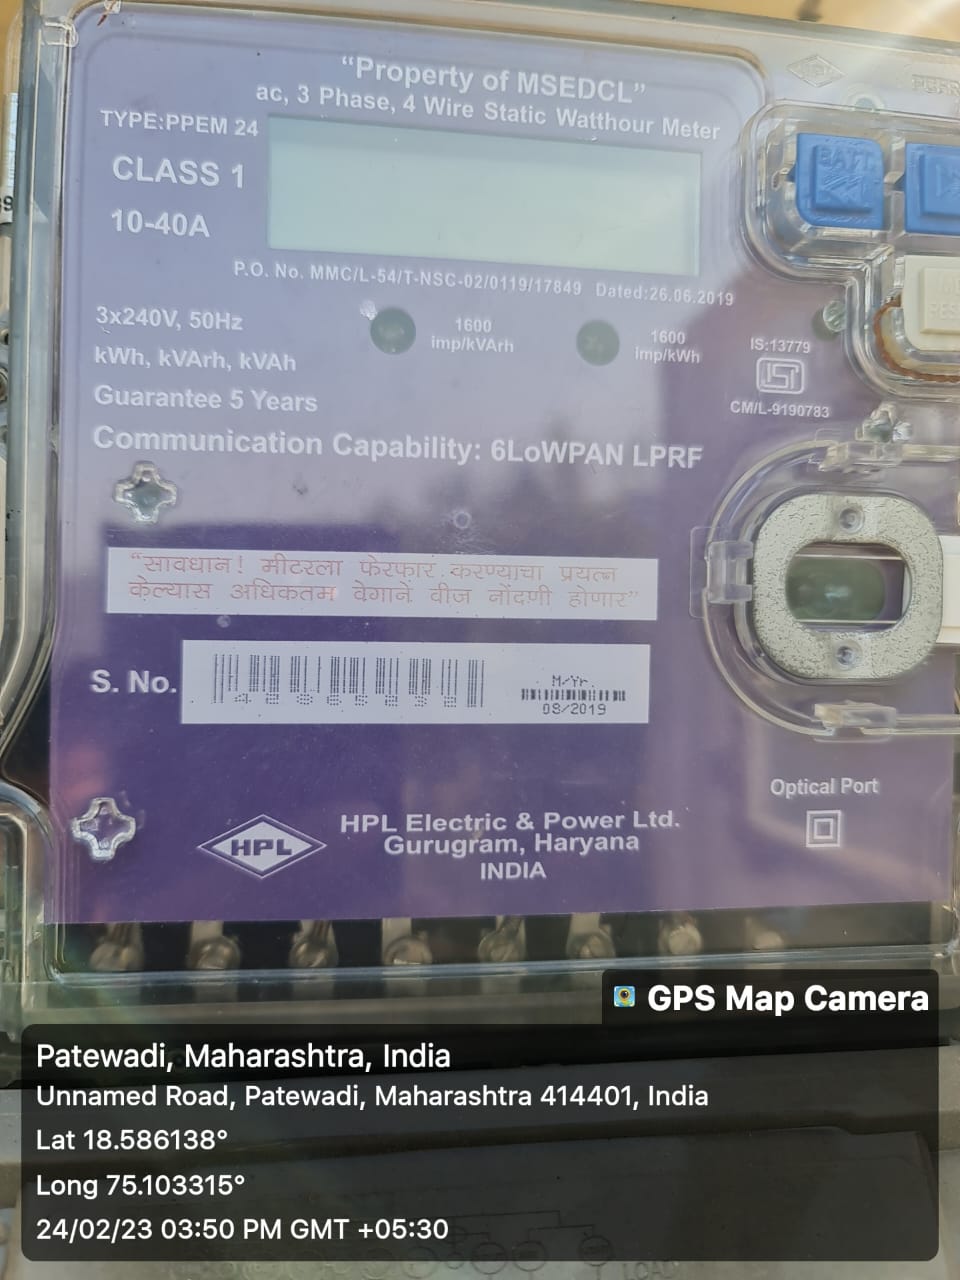 "Property of MSEDCL"
ac, 3 Phase, 4 Wire Static Watthour Meter
TYPE:PPEM 24
CLASS 1
10-40A
BATT
P.O. No. MMC/L-54/T-NSC-02/0119/17849 Dated:26.06.2019
3x240V, 50Hz
1600
imp/kVArh
1600
imp/kWh
kWh, kVArh, kVAh
IS:13779
ISI
CM/L-9190783
Guarantee 5 Years
Communication Capability: 6LoWPAN LPRF
"सावधान! मीटरला फेरफार करण्याचा प्रयत्न
केल्यास अधिकतम वेगाने वीज नोंदणी होणार"
S. No.
M/Yr.
08/2019
Optical Port
HPL
HPL Electric & Power Ltd.
Gurugram, Haryana
INDIA
GPS Map Camera
Patewadi, Maharashtra, India
Unnamed Road, Patewadi, Maharashtra 414401, India
Lat 18.586138°
Long 75.103315°
24/02/23 03:50 PM GMT +05:30